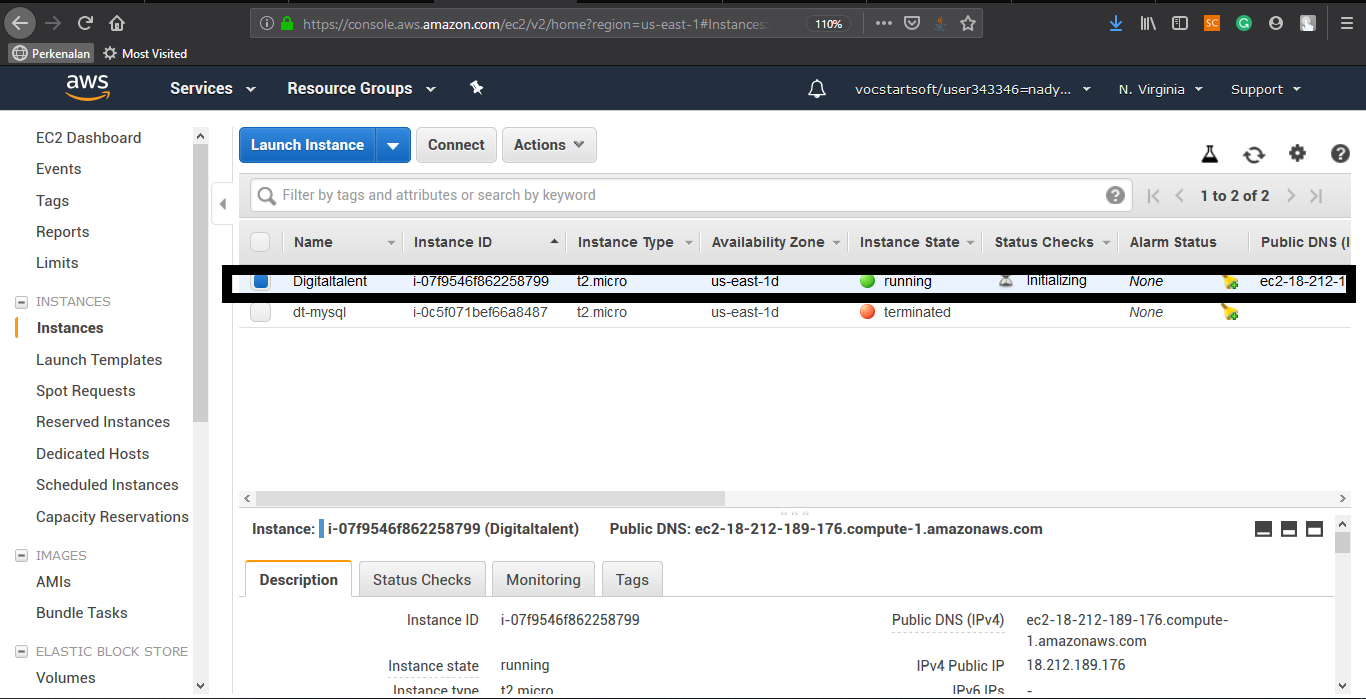 https://console.aws.amazon.com/ec2/v2/home?region=us-east-1#Instances: 110%
SC G
Perkenalan Most Visited
aws Services Resource Groups vocstartsoft/user343346=nady... N. Virginia Support
EC2 Dashboard
Events
Tags
Reports
Limits
INSTANCES
Instances
Launch Templates
Spot Requests
Reserved Instances
Dedicated Hosts
Scheduled Instances
Capacity Reservations
IMAGES
AMIs
Bundle Tasks
ELASTIC BLOCK STORE
Volumes
Launch Instance Connect Actions
Filter by tags and attributes or search by keyword 1 to 2 of 2
Name Instance ID Instance Type Availability Zone Instance State Status Checks Alarm Status Public DNS (I
Digitaltalent i-07f9546f862258799 t2.micro us-east-1d running Initializing None ec2-18-212-1
dt-mysql i-0c5f071bef66a8487 t2.micro us-east-1d terminated None
Instance: i-07f9546f862258799 (Digitaltalent) Public DNS: ec2-18-212-189-176.compute-1.amazonaws.com
Description Status Checks Monitoring Tags
Instance ID i-07f9546f862258799 Public DNS (IPv4) ec2-18-212-189-176.compute-
1.amazonaws.com
Instance state running IPv4 Public IP 18.212.189.176
Instance type t2.micro IPv6 IPs -